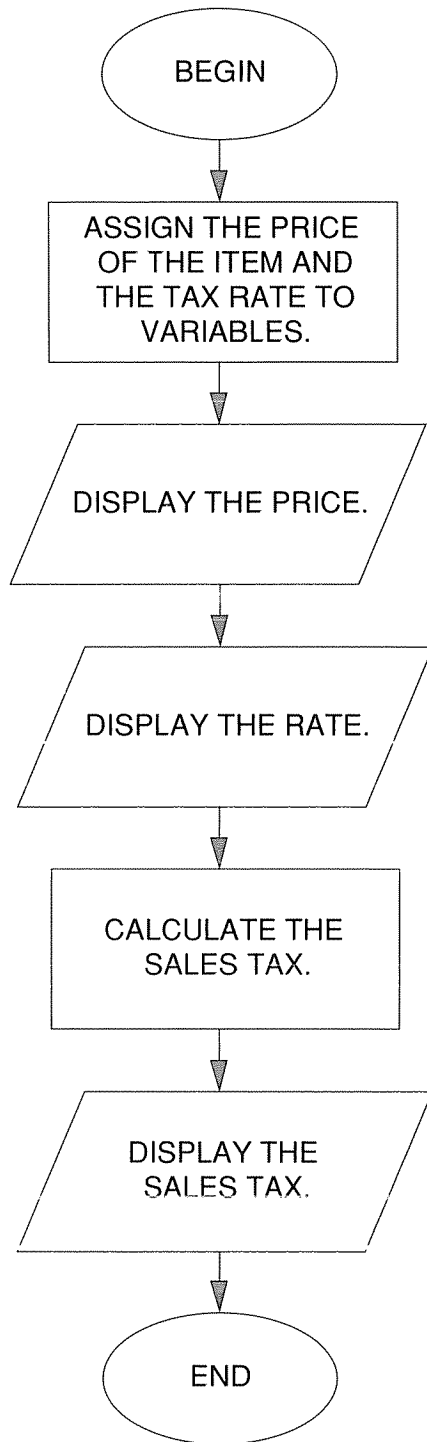 BEGIN
ASSIGN THE PRICE
OF THE ITEM AND
THE TAX RATE TO
VARIABLES.
DISPLAY THE PRICE.
DISPLAY THE RATE.
CALCULATE THE
SALES TAX.
DISPLAY THE
SALES TAX.
END